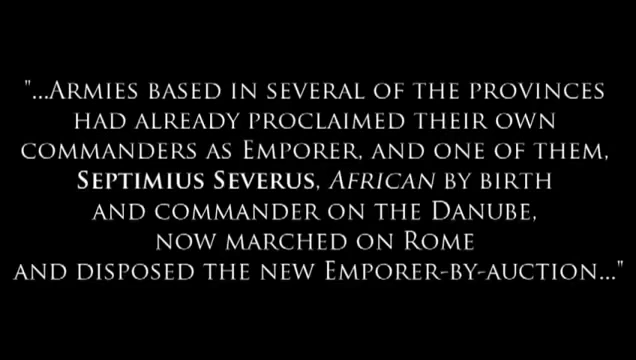 "...Armies based in several of the provinces
had already proclaimed their own
commanders as Emporer, and one of them,
Septimius Severus, African by birth
and commander on the Danube,
now marched on Rome
and disposed the new Emporer-by-auction..."